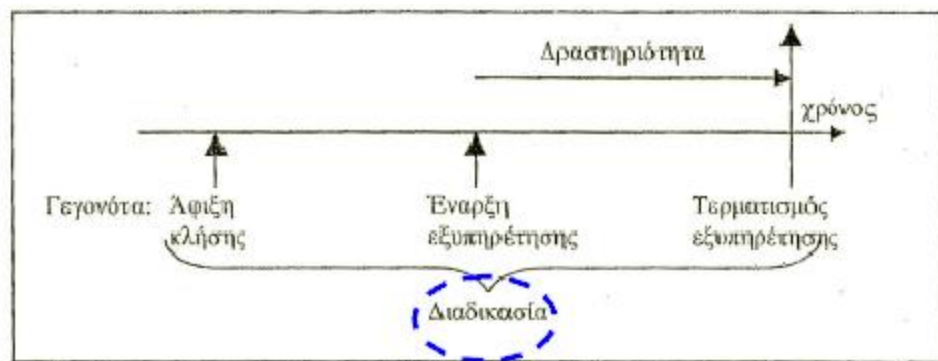 Δραστηριότητα
χρόνος
Γεγονότα: Άφιξη κλήσης
Έναρξη εξυπηρέτησης
Τερματισμός εξυπηρέτησης
Διαδικασία